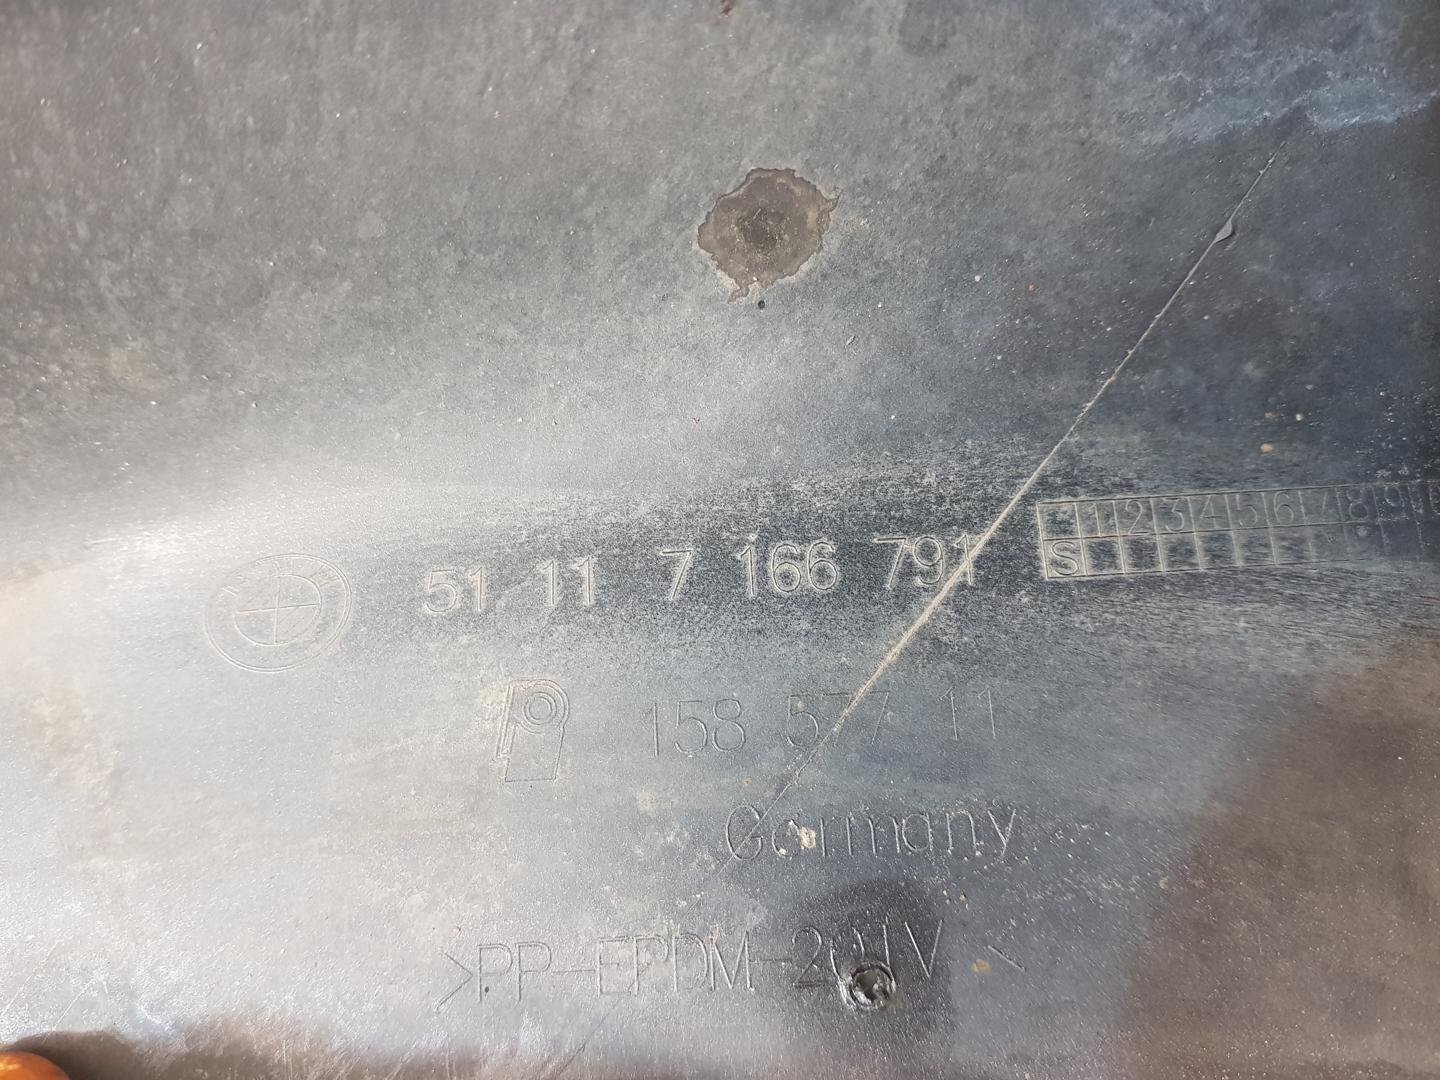 51 11 7 166 791
1 2 3 4 5 6 7 8 9
S
158 577 11
Germany
>PP-EPDM-20TV<